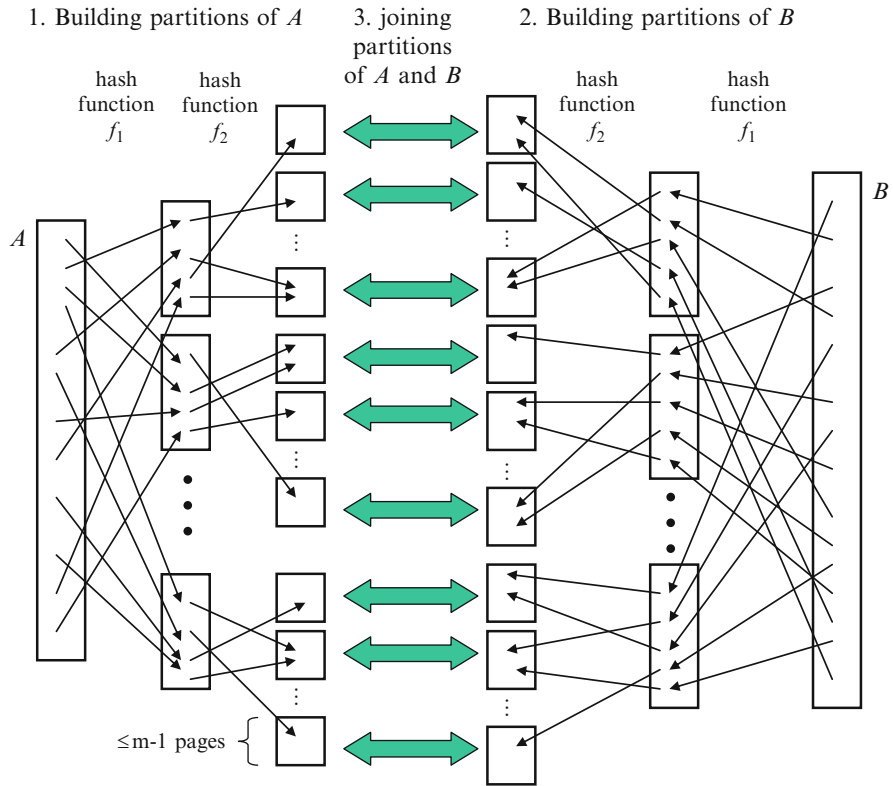 1. Building partitions of A
3. joining
partitions
of A and B
2. Building partitions of B
hash
function
f1
hash
function
f2
hash
function
f2
hash
function
f1
A
B
≤m-1 pages